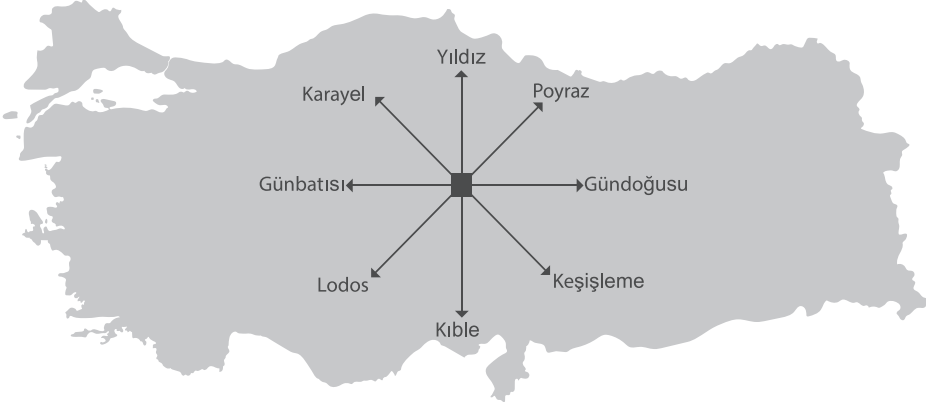 Yıldız
Karayel
Poyraz
Günbatısı
Gündoğusu
Lodos
Keşişleme
Kıble